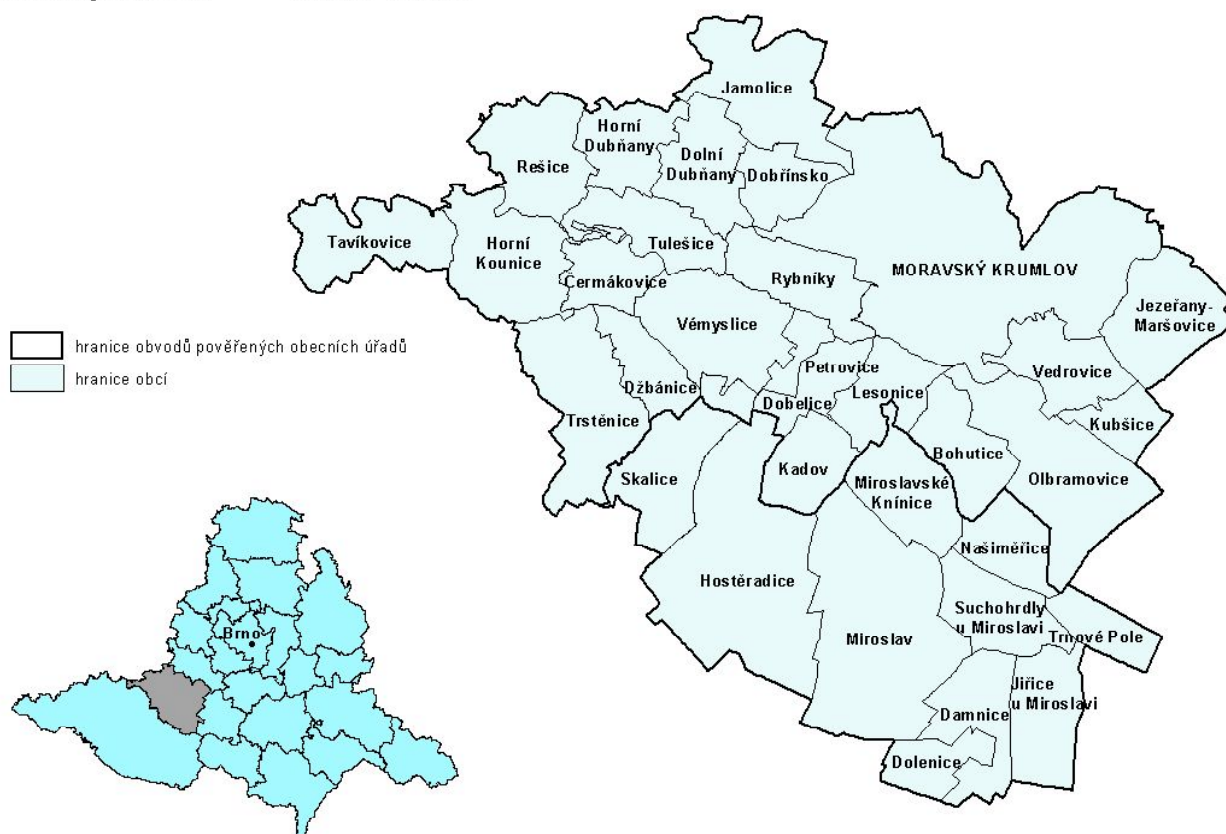 Jamolice
Horní
Dubňany
Dolní
Dubňany
Rešice
Dobřínsko
Tavíkovice
Horní
Kounice
Tulešice
Čermákovice
Rybníky
MORAVSKÝ KRUMLOV
Jezeřany-
Maršovice
hranice obvodů pověřených obecních úřadů
hranice obcí
Vémyslice
Petrovice
Vedrovice
Džbánice
Dobelice
Lesonice
Trstěnice
Kubšice
Bohutice
Skalice
Kadov
Miroslavské
Knínice
Olbramovice
Našiměřice
Hostěradice
Suchohrdly
u Miroslavi
Miroslav
Trnové Pole
Brno
Jiřice
u Miroslavi
Damnice
Dolenice